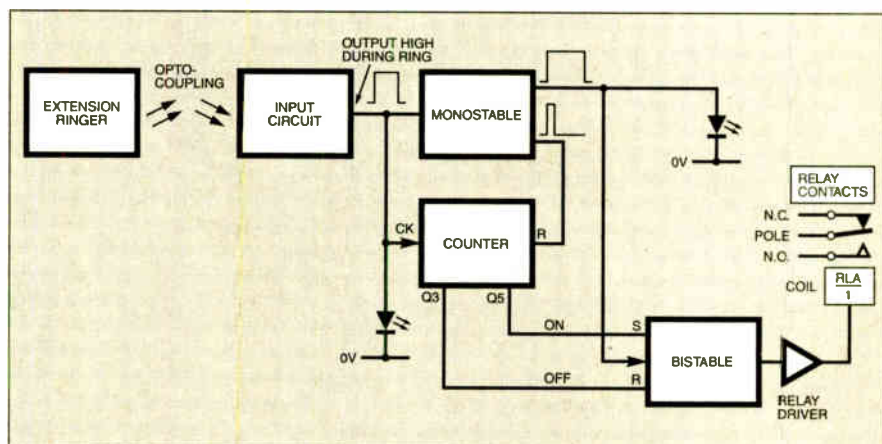 OUTPUT HIGH
DURING RING
OPTO-
COUPLING
EXTENSION
RINGER
INPUT
CIRCUIT
MONOSTABLE
0V
RELAY
CONTACTS
N.C.
POLE
N.O.
CK
COUNTER
R
Q3
Q5
COIL
RLA
1
0V
ON
S
BISTABLE
OFF
R
RELAY
DRIVER